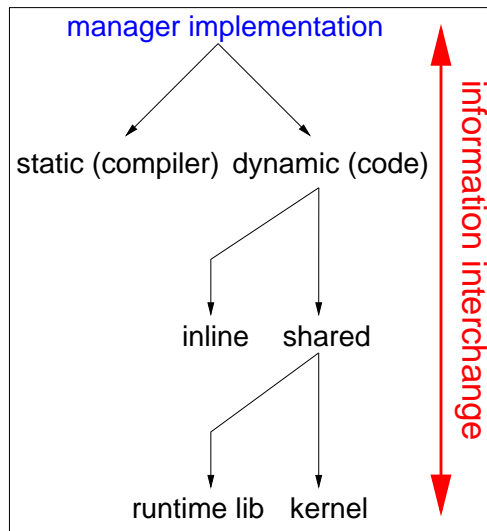 manager implementation
static (compiler) dynamic (code)
inline shared
runtime lib kernel
information interchange